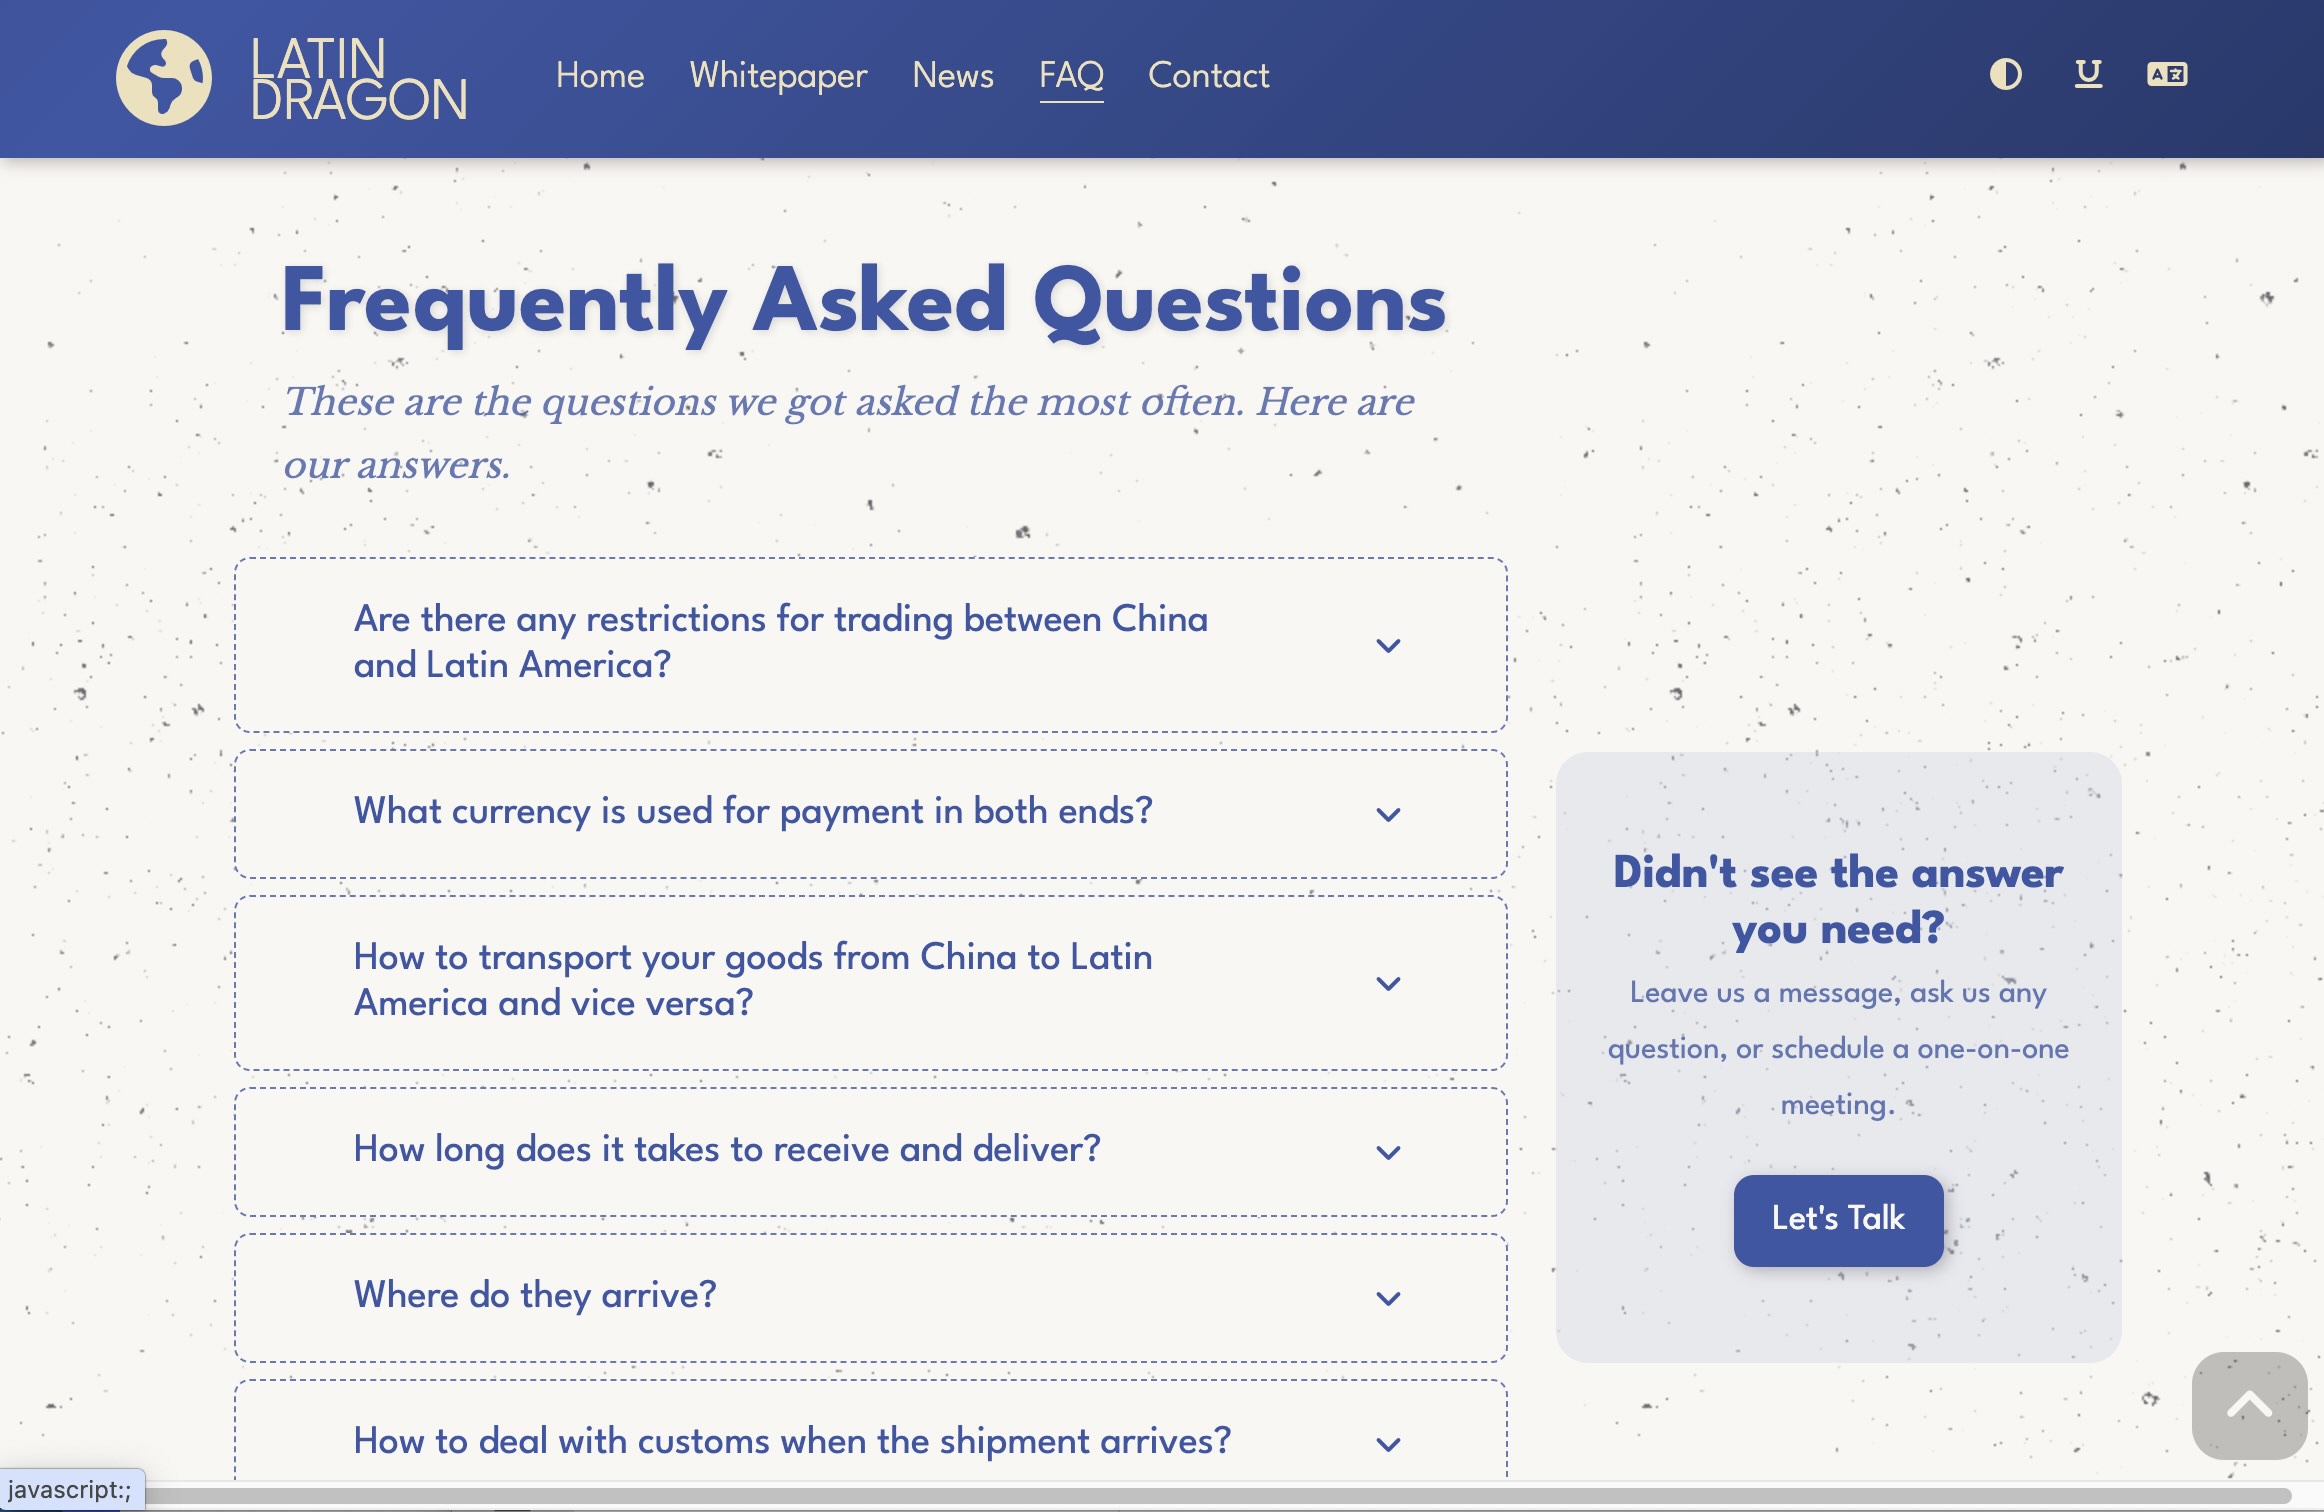 LATIN
DRAGON
Home Whitepaper News FAQ Contact
A 文
Frequently Asked Questions
These are the questions we got asked the most often. Here are
our answers.
Are there any restrictions for trading between China
and Latin America?
What currency is used for payment in both ends?
How to transport your goods from China to Latin
America and vice versa?
How long does it takes to receive and deliver?
Where do they arrive?
How to deal with customs when the shipment arrives?
Didn't see the answer
you need?
Leave us a message, ask us any
question, or schedule a one-on-one
meeting.
Let's Talk
javascript:;